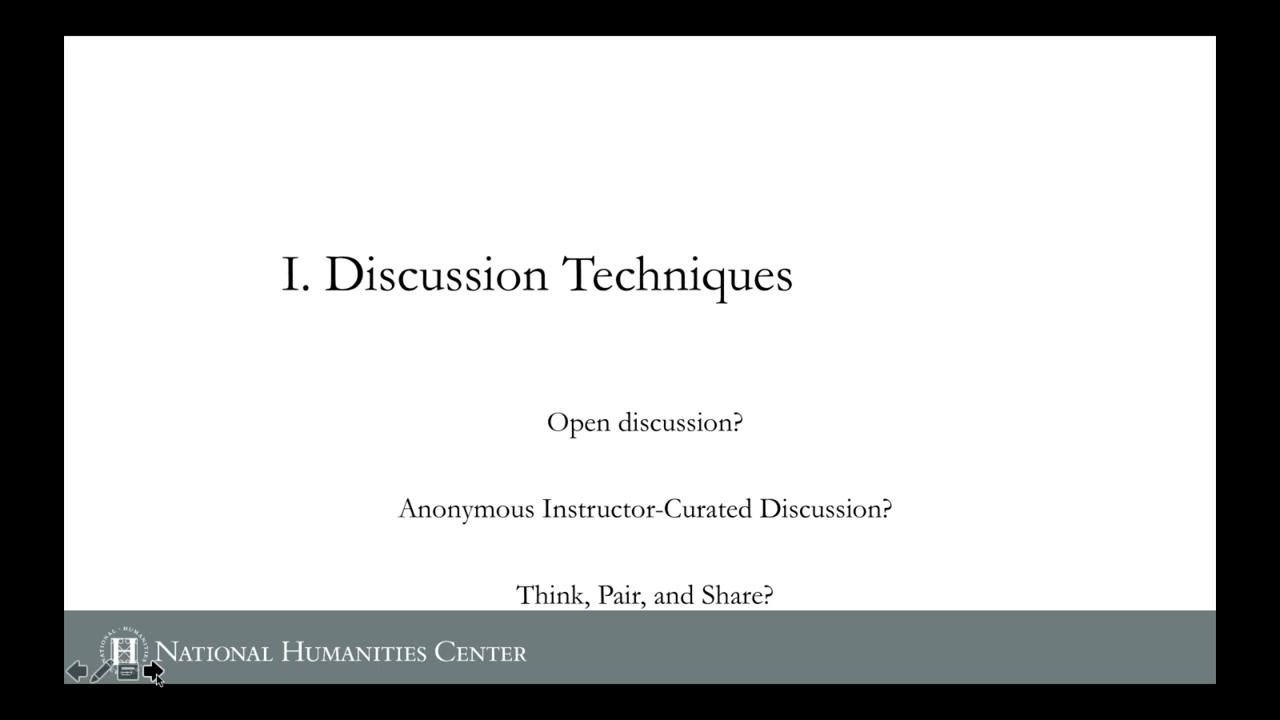 I. Discussion Techniques
Open discussion?
Anonymous Instructor-Curated Discussion?
Think, Pair, and Share?
National Humanities Center